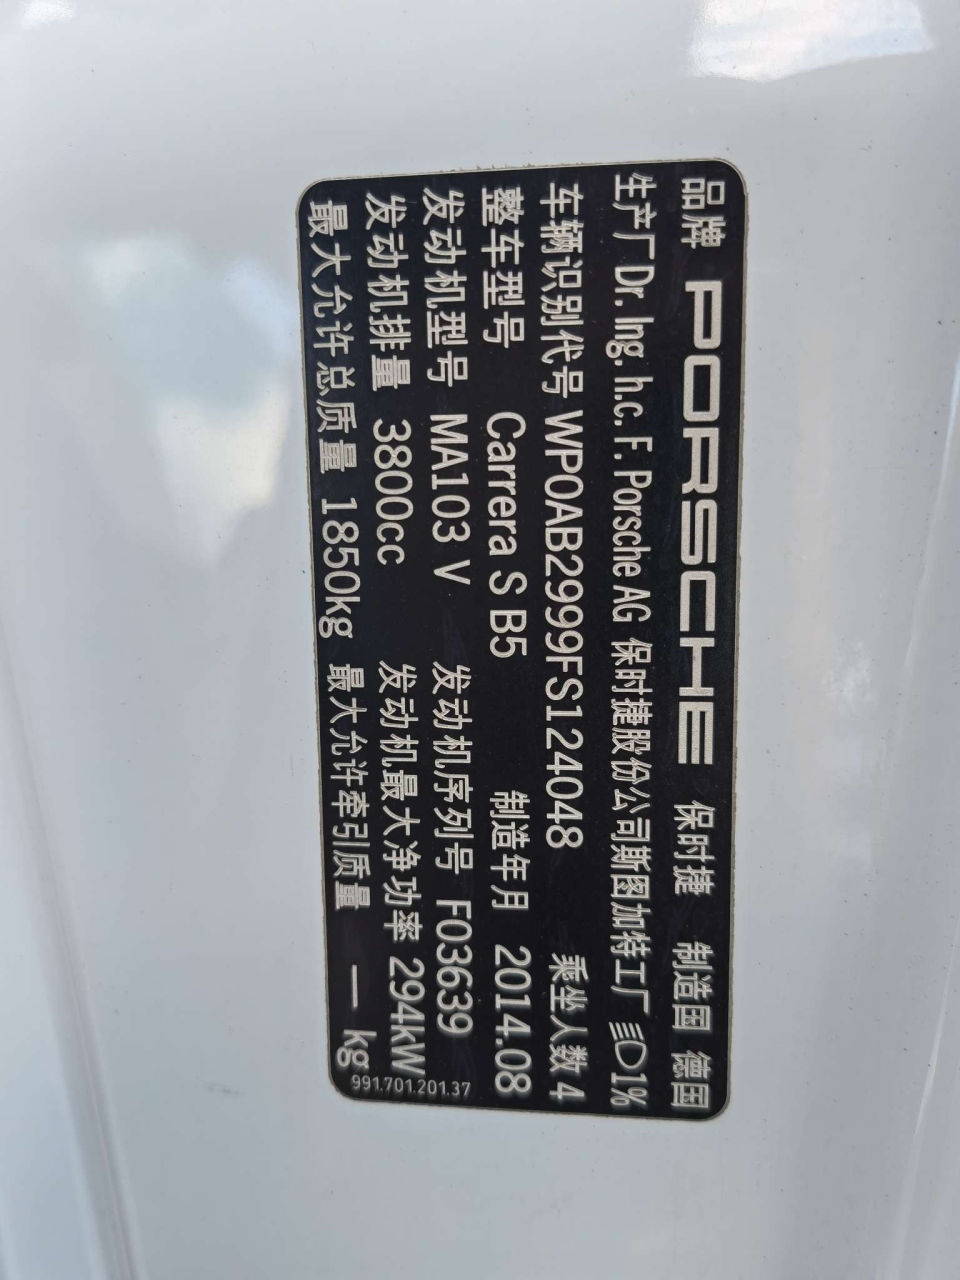 品牌 PORSCHE 保时捷 制造国 德国
生产厂 Dr. Ing. h.c. F. Porsche AG 保时捷股份公司斯图加特工厂 1%
车辆识别代号 WP0AB2999FS124048 乘坐人数 4
整车型号 Carrera S B5 制造年月 2014.08
发动机型号 MA103 V 发动机序列号 F03639
发动机排量 3800cc 发动机最大净功率 294kW
最大允许总质量 1850kg 最大允许牵引质量 — kg
991.701.201.37